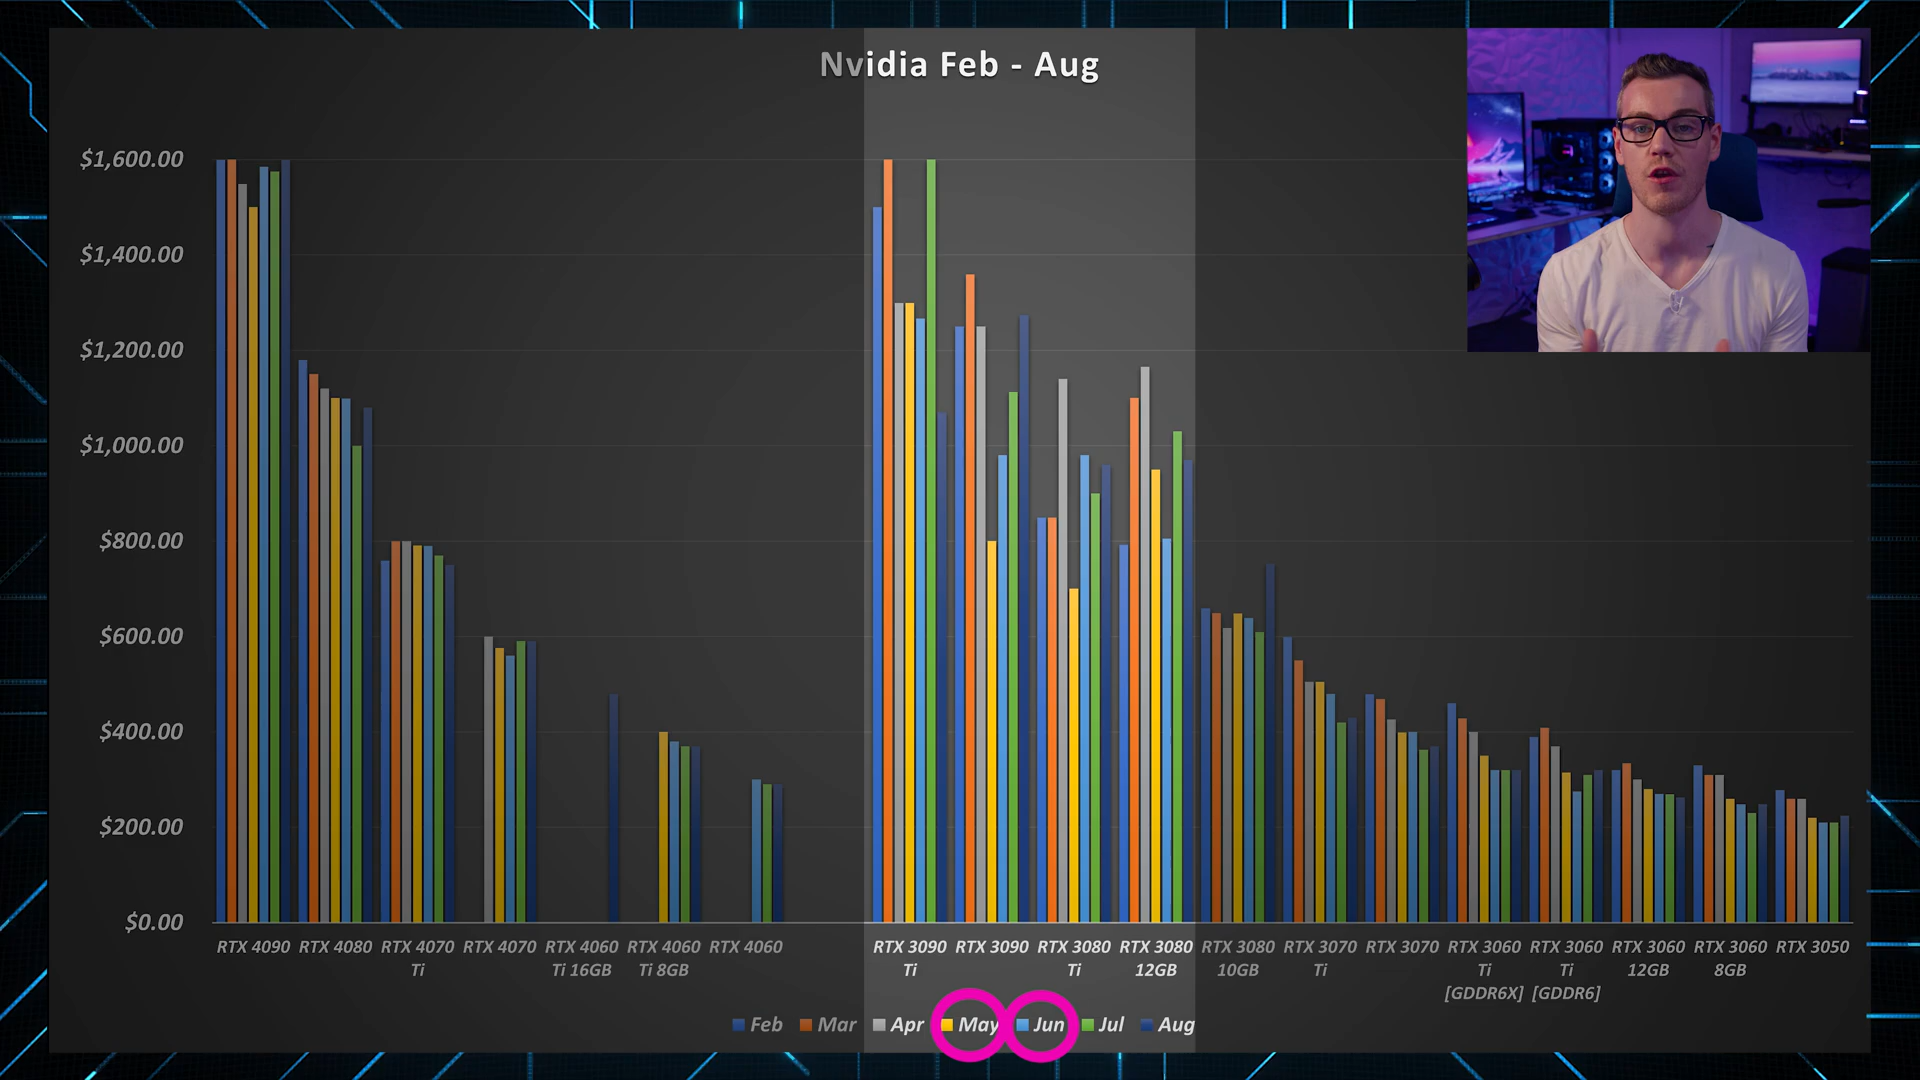 Nvidia Feb - Aug
$1,600.00
$1,400.00
$1,200.00
$1,000.00
$800.00
$600.00
$400.00
$200.00
$0.00
RTX 4090
RTX 4080
RTX 4070
Ti
RTX 4070
RTX 4060
Ti 16GB
RTX 4060
Ti 8GB
RTX 4060
RTX 3090
Ti
RTX 3090
RTX 3080
Ti
RTX 3080
12GB
RTX 3080
10GB
RTX 3070
Ti
RTX 3070
RTX 3060
Ti
[GDDR6X]
RTX 3060
Ti
[GDDR6]
RTX 3060
12GB
RTX 3060
8GB
RTX 3050
Feb Mar Apr May Jun Jul Aug